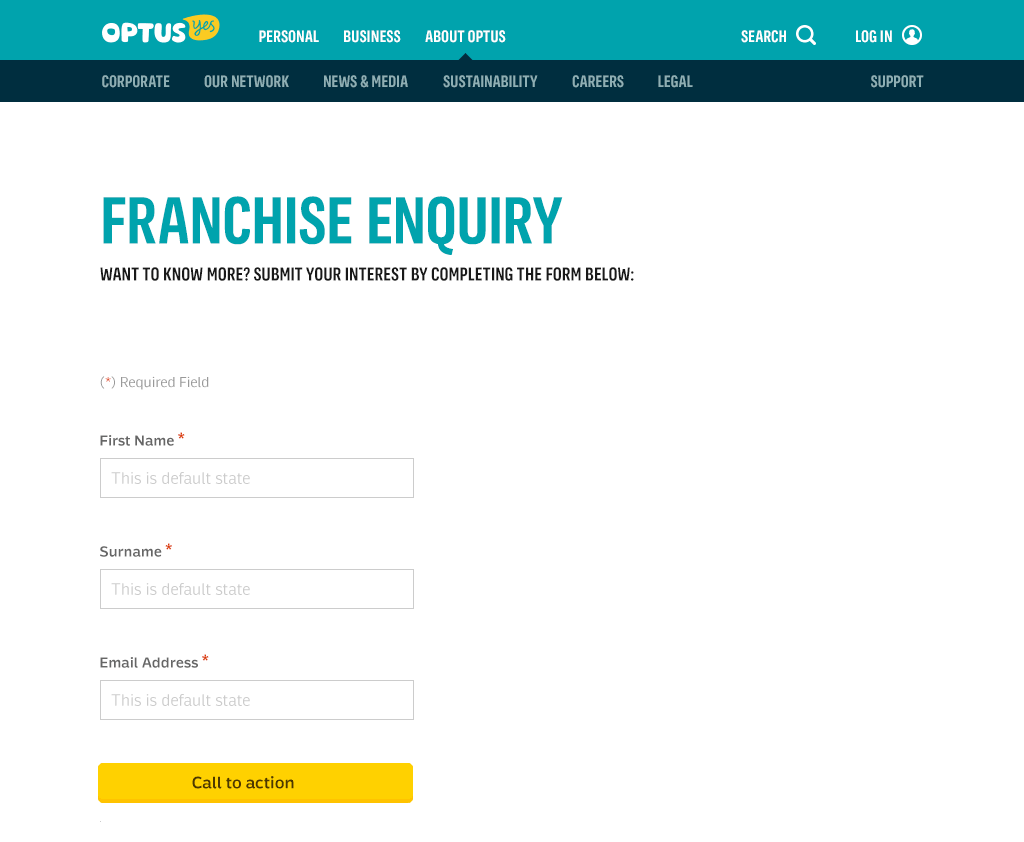 OPTUS yes
PERSONAL BUSINESS ABOUT OPTUS SEARCH LOG IN
CORPORATE OUR NETWORK NEWS & MEDIA SUSTAINABILITY CAREERS LEGAL SUPPORT
FRANCHISE ENQUIRY
WANT TO KNOW MORE? SUBMIT YOUR INTEREST BY COMPLETING THE FORM BELOW:
(*) Required Field
First Name *
This is default state
Surname *
This is default state
Email Address *
This is default state
Call to action